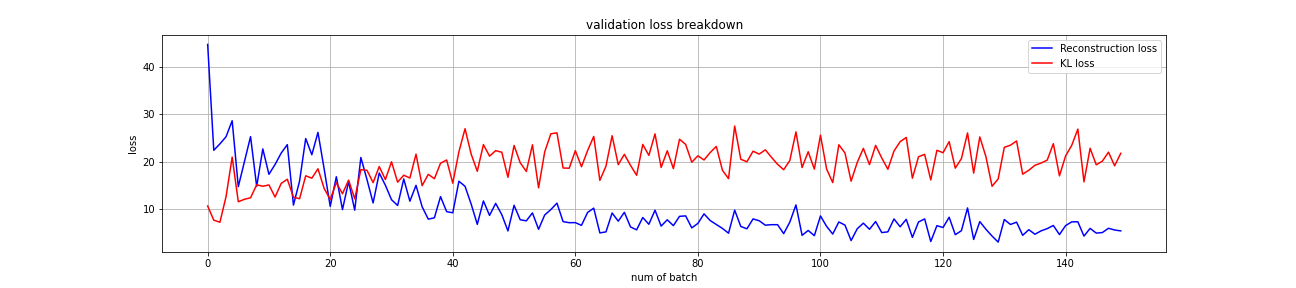 validation loss breakdown
Reconstruction loss
KL loss
40
30
20
10
loss
0
20
40
60
80
100
120
140
num of batch